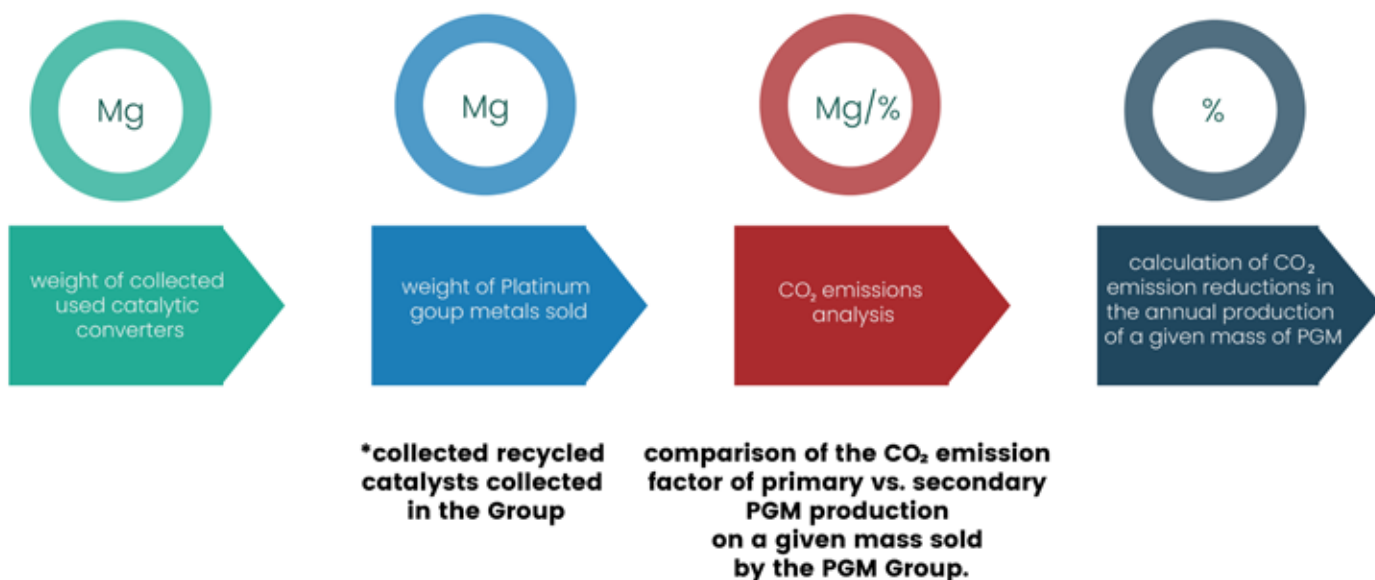 Mg
weight of collected
used catalytic
converters
Mg
weight of Platinum
goup metals sold
*collected recycled
catalysts collected
in the Group
Mg/%
CO₂ emissions
analysis
comparison of the CO₂ emission
factor of primary vs. secondary
PGM production
on a given mass sold
by the PGM Group.
%
calculation of CO₂
emission reductions in
the annual production
of a given mass of PGM